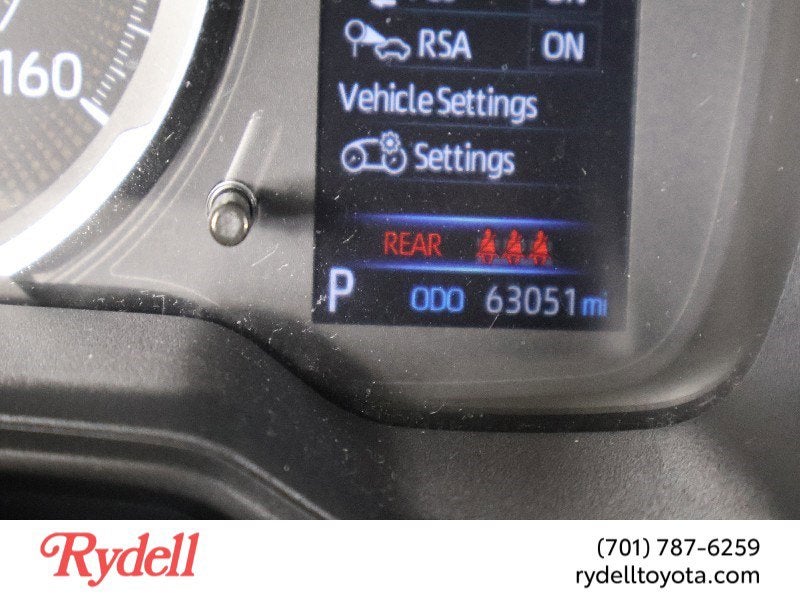 160
RSA ON
Vehicle Settings
Settings
REAR
P ODO 63051 mi
Rydell
(701) 787-6259
rydelltoyota.com